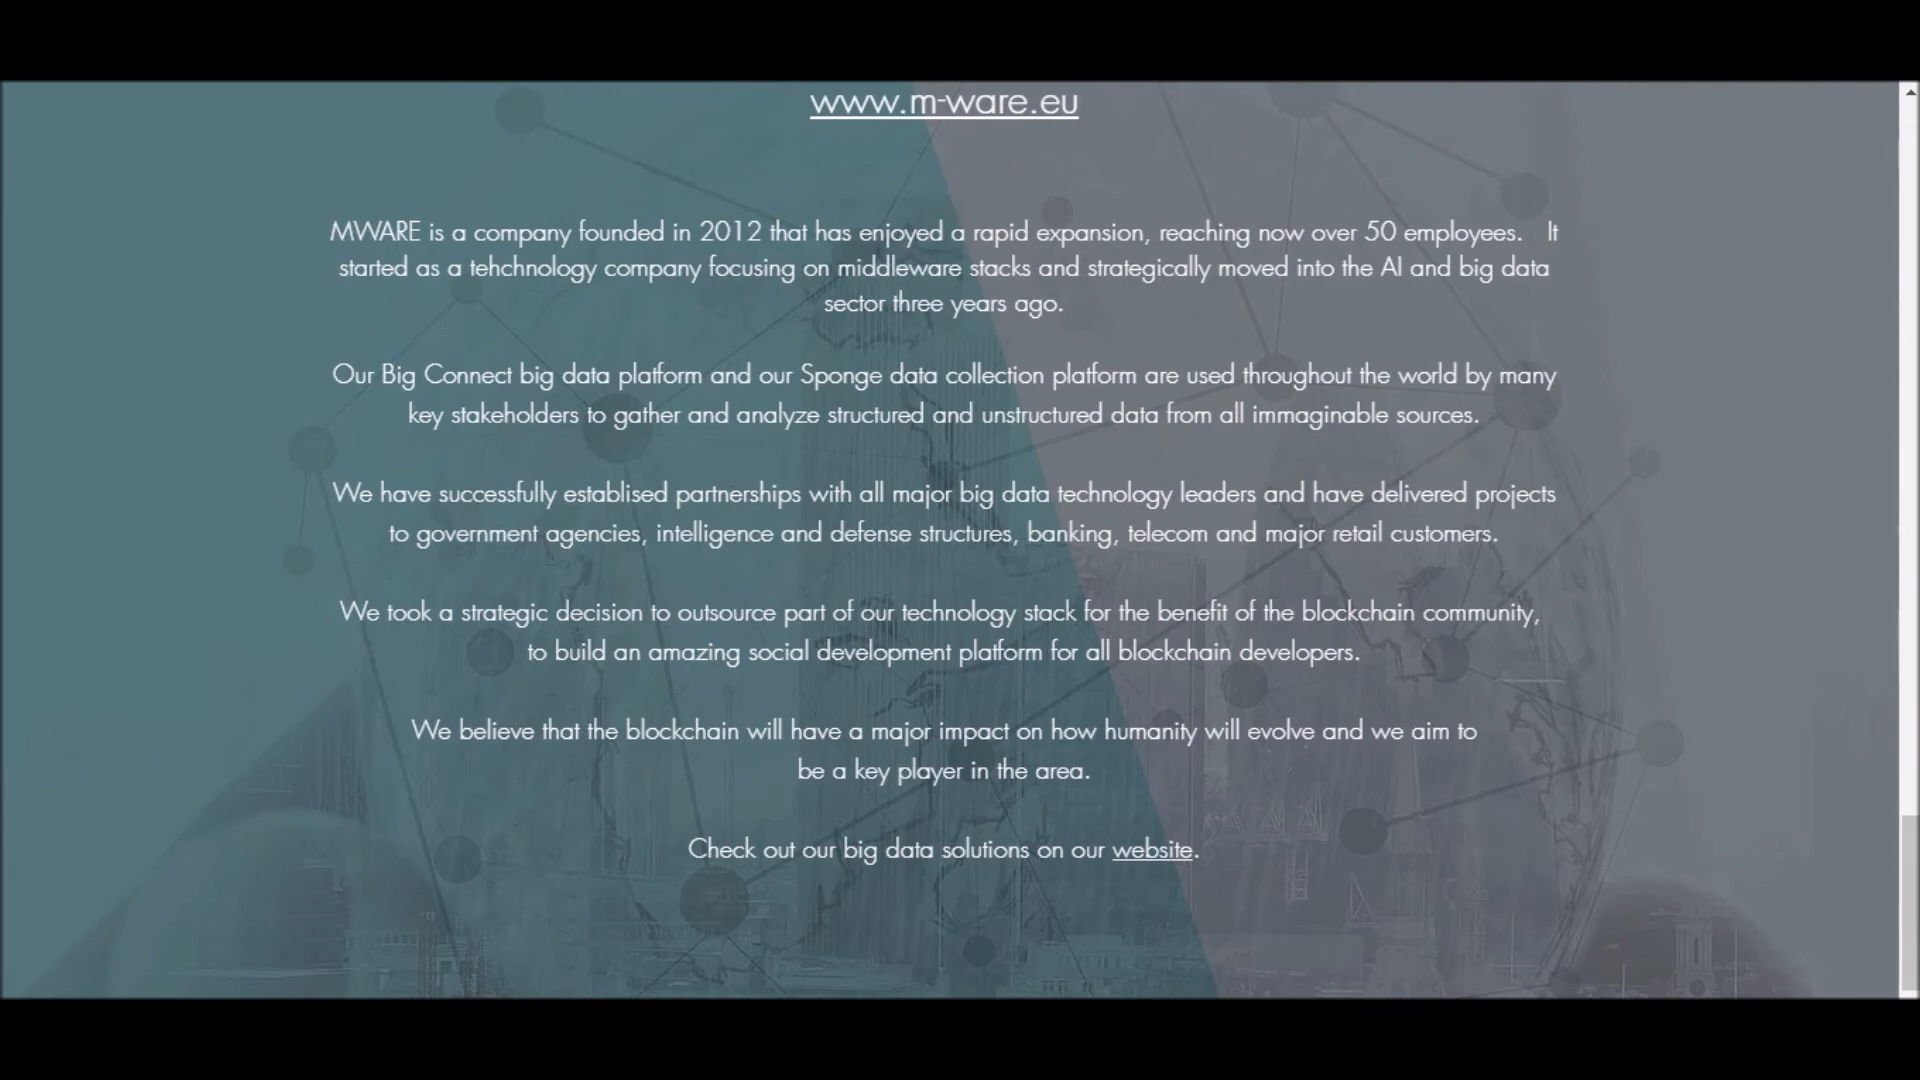 www.m-ware.eu
MWARE is a company founded in 2012 that has enjoyed a rapid expansion, reaching now over 50 employees. It
started as a tehchnology company focusing on middleware stacks and strategically moved into the AI and big data
sector three years ago.
Our Big Connect big data platform and our Sponge data collection platform are used throughout the world by many
key stakeholders to gather and analyze structured and unstructured data from all immaginable sources.
We have successfully establised partnerships with all major big data technology leaders and have delivered projects
to government agencies, intelligence and defense structures, banking, telecom and major retail customers.
We took a strategic decision to outsource part of our technology stack for the benefit of the blockchain community,
to build an amazing social development platform for all blockchain developers.
We believe that the blockchain will have a major impact on how humanity will evolve and we aim to
be a key player in the area.
Check out our big data solutions on our website.